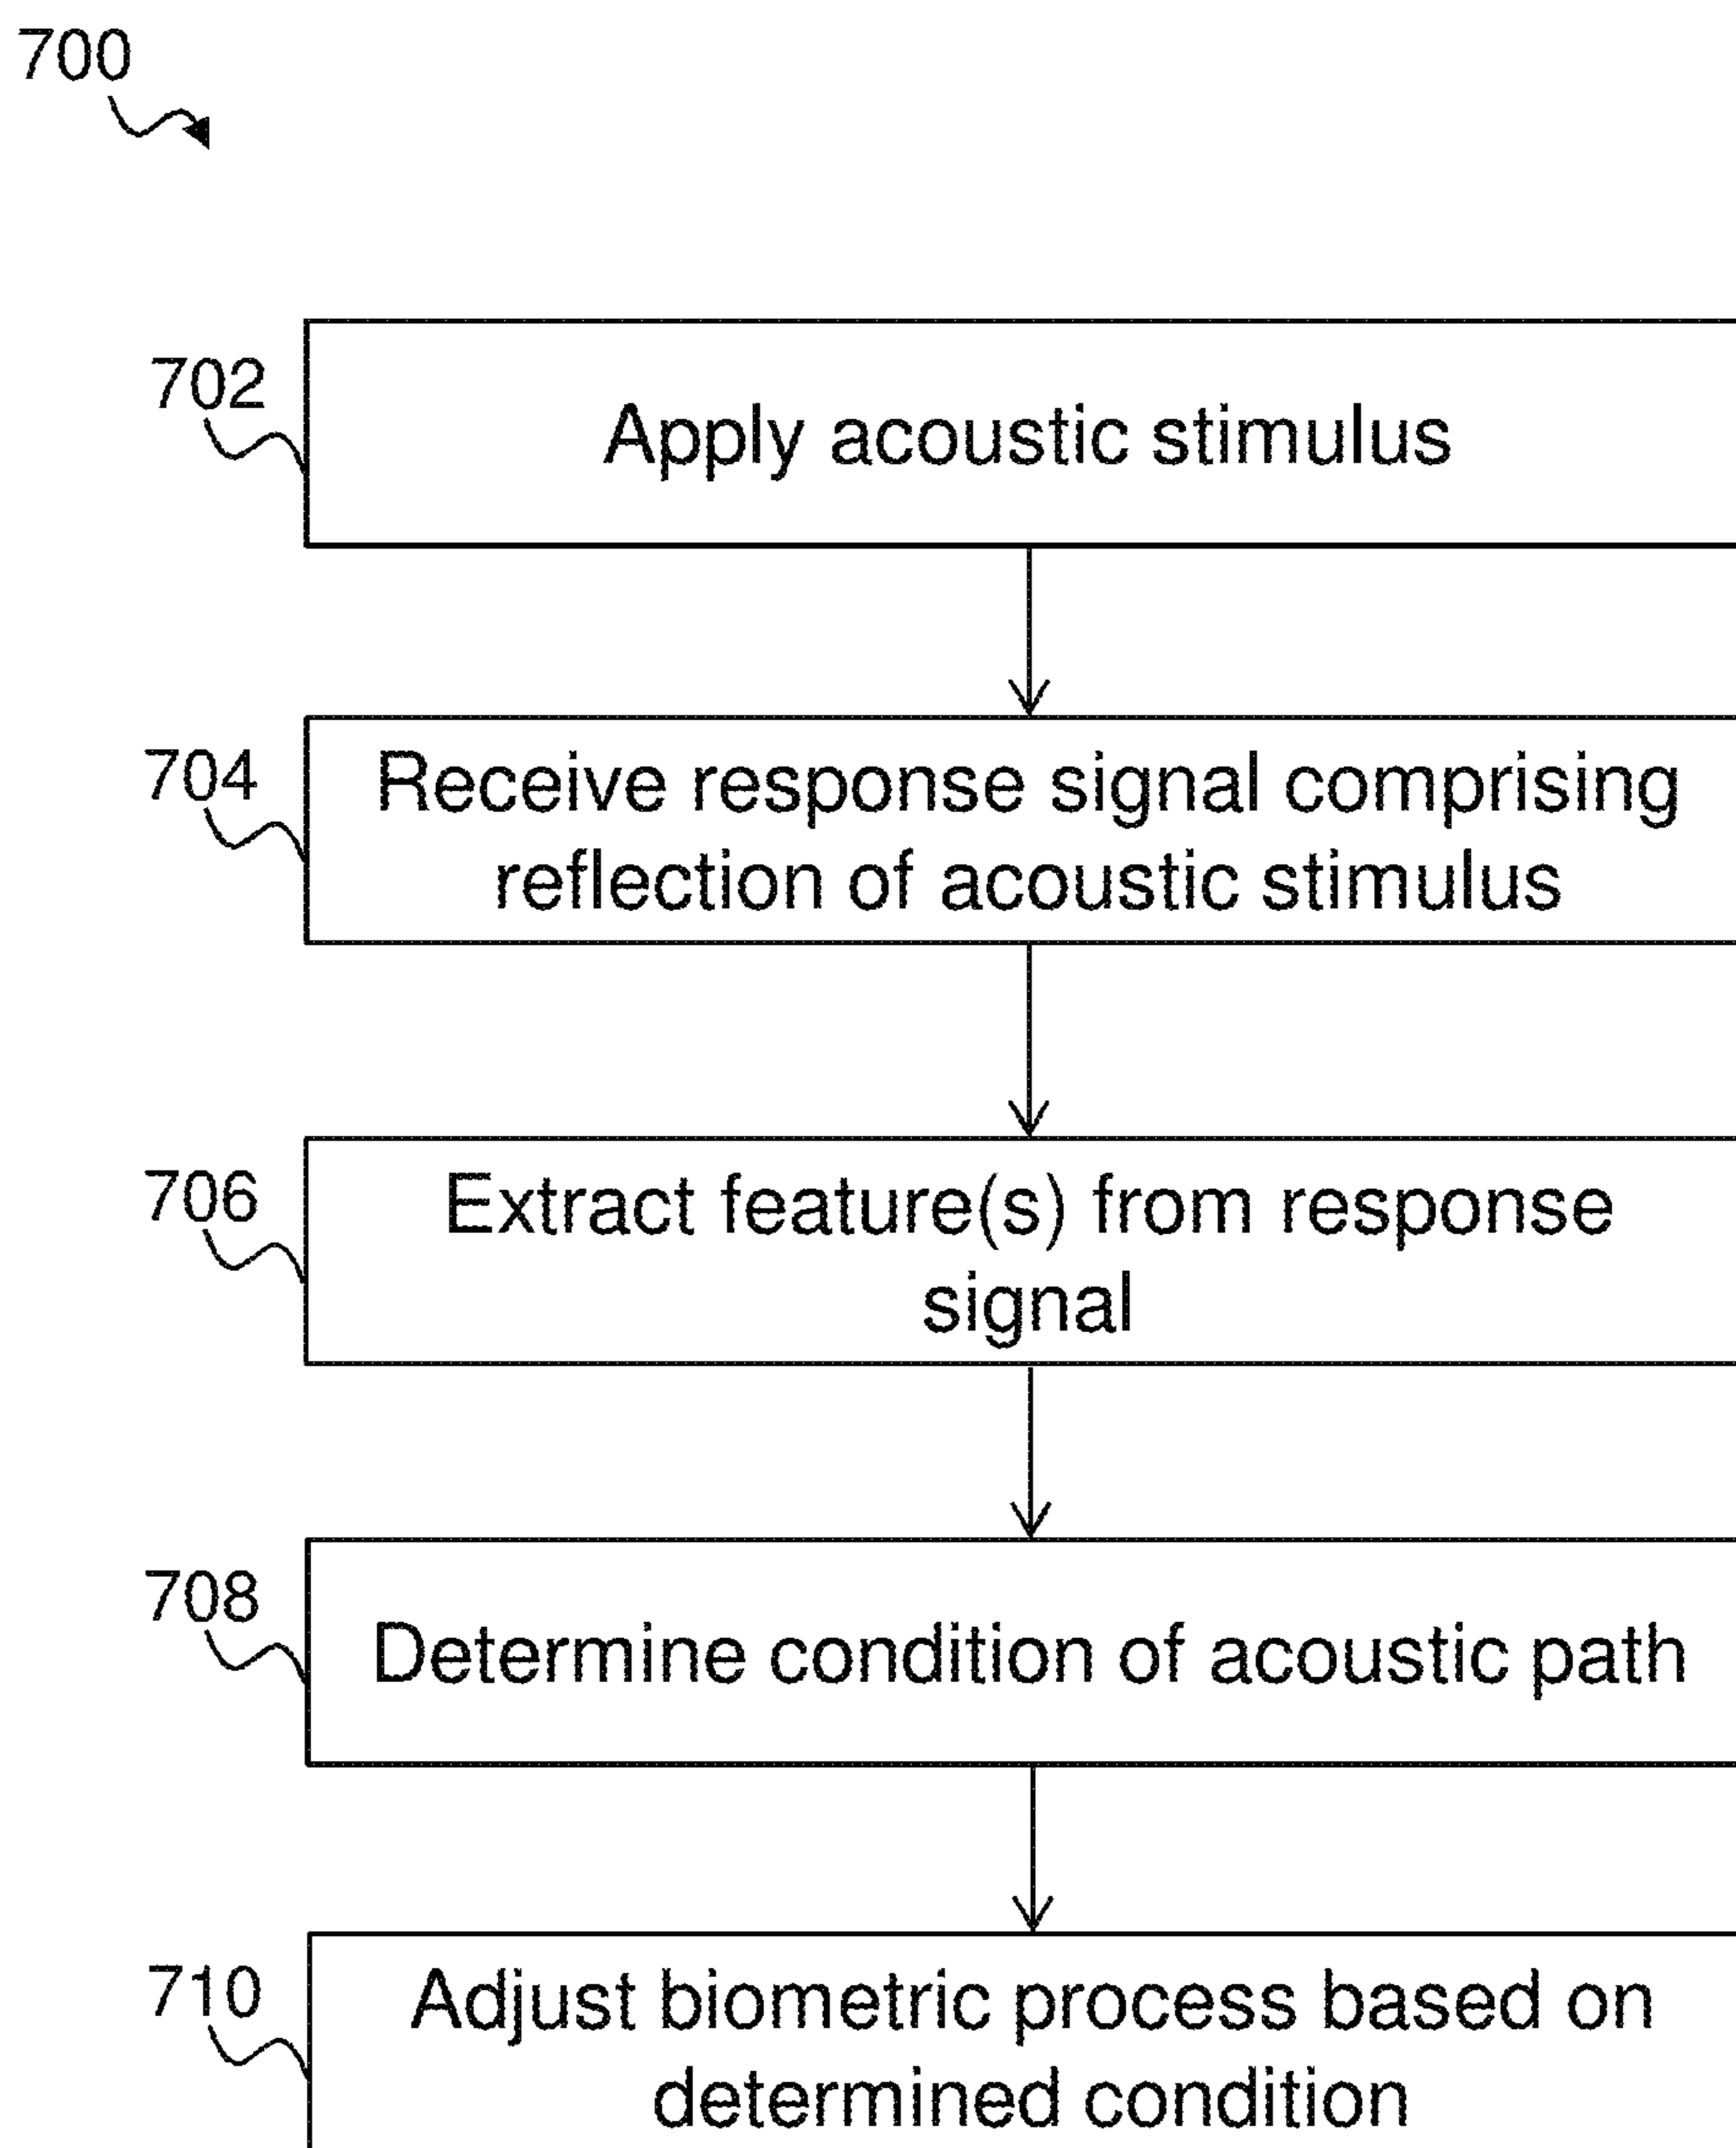 700
702
Apply acoustic stimulus
704
Receive response signal comprising
reflection of acoustic stimulus
706
Extract feature(s) from response
signal
708
Determine condition of acoustic path
710
Adjust biometric process based on
determined condition